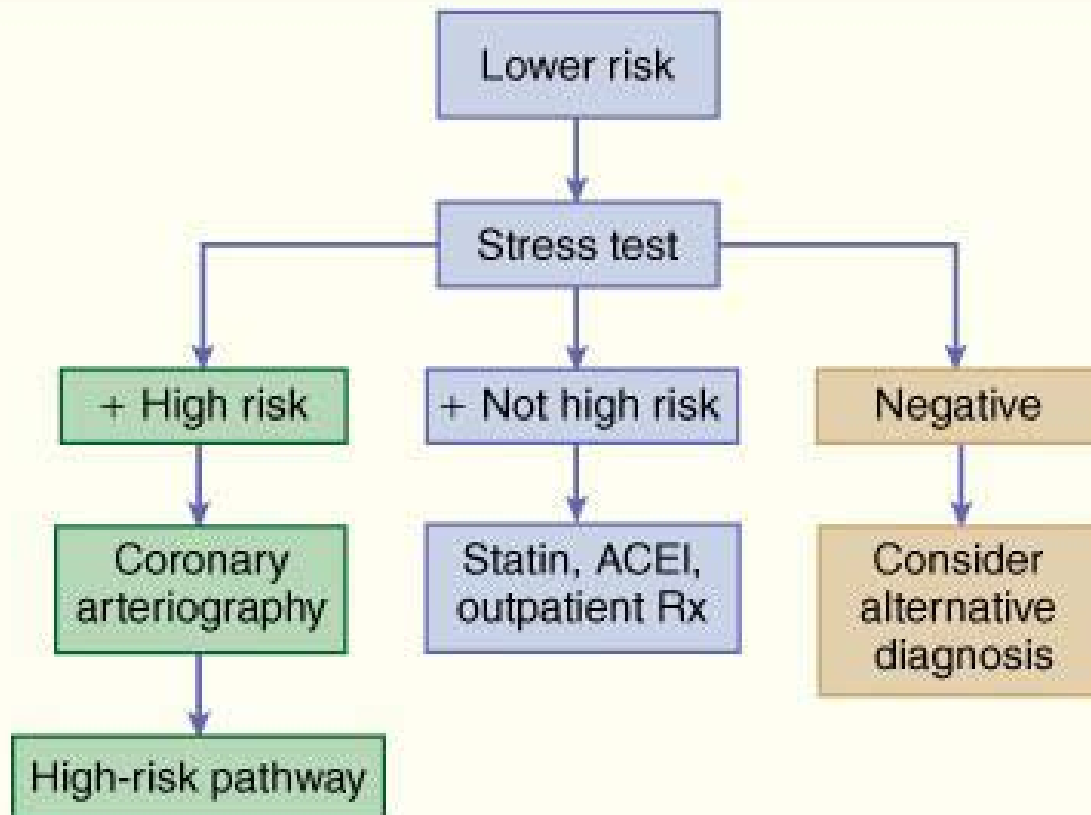 Lower risk
Stress test
+ High risk
+ Not high risk
Negative
Coronary
arteriography
Statin, ACEI,
outpatient Rx
Consider
alternative
diagnosis
High-risk pathway